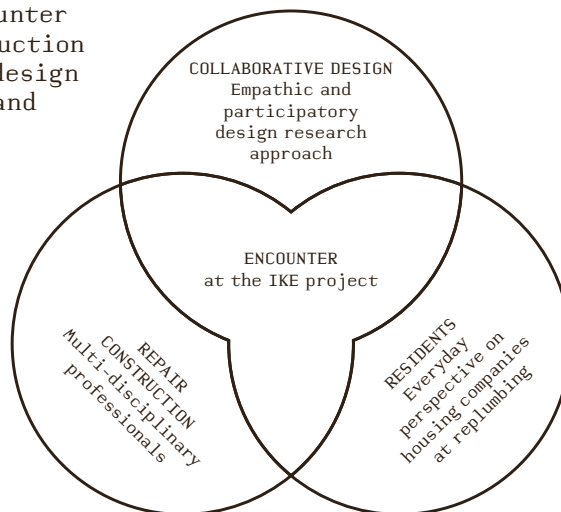 uction
design
and
COLLABORATIVE DESIGN
Empathic and
participatory
design research
approach
ENCOUNTER
at the IKE project
REPAIR
CONSTRUCTION
Multi-disciplinary
professionals
RESIDENTS
Everyday
perspective on
housing companies
at replumbing